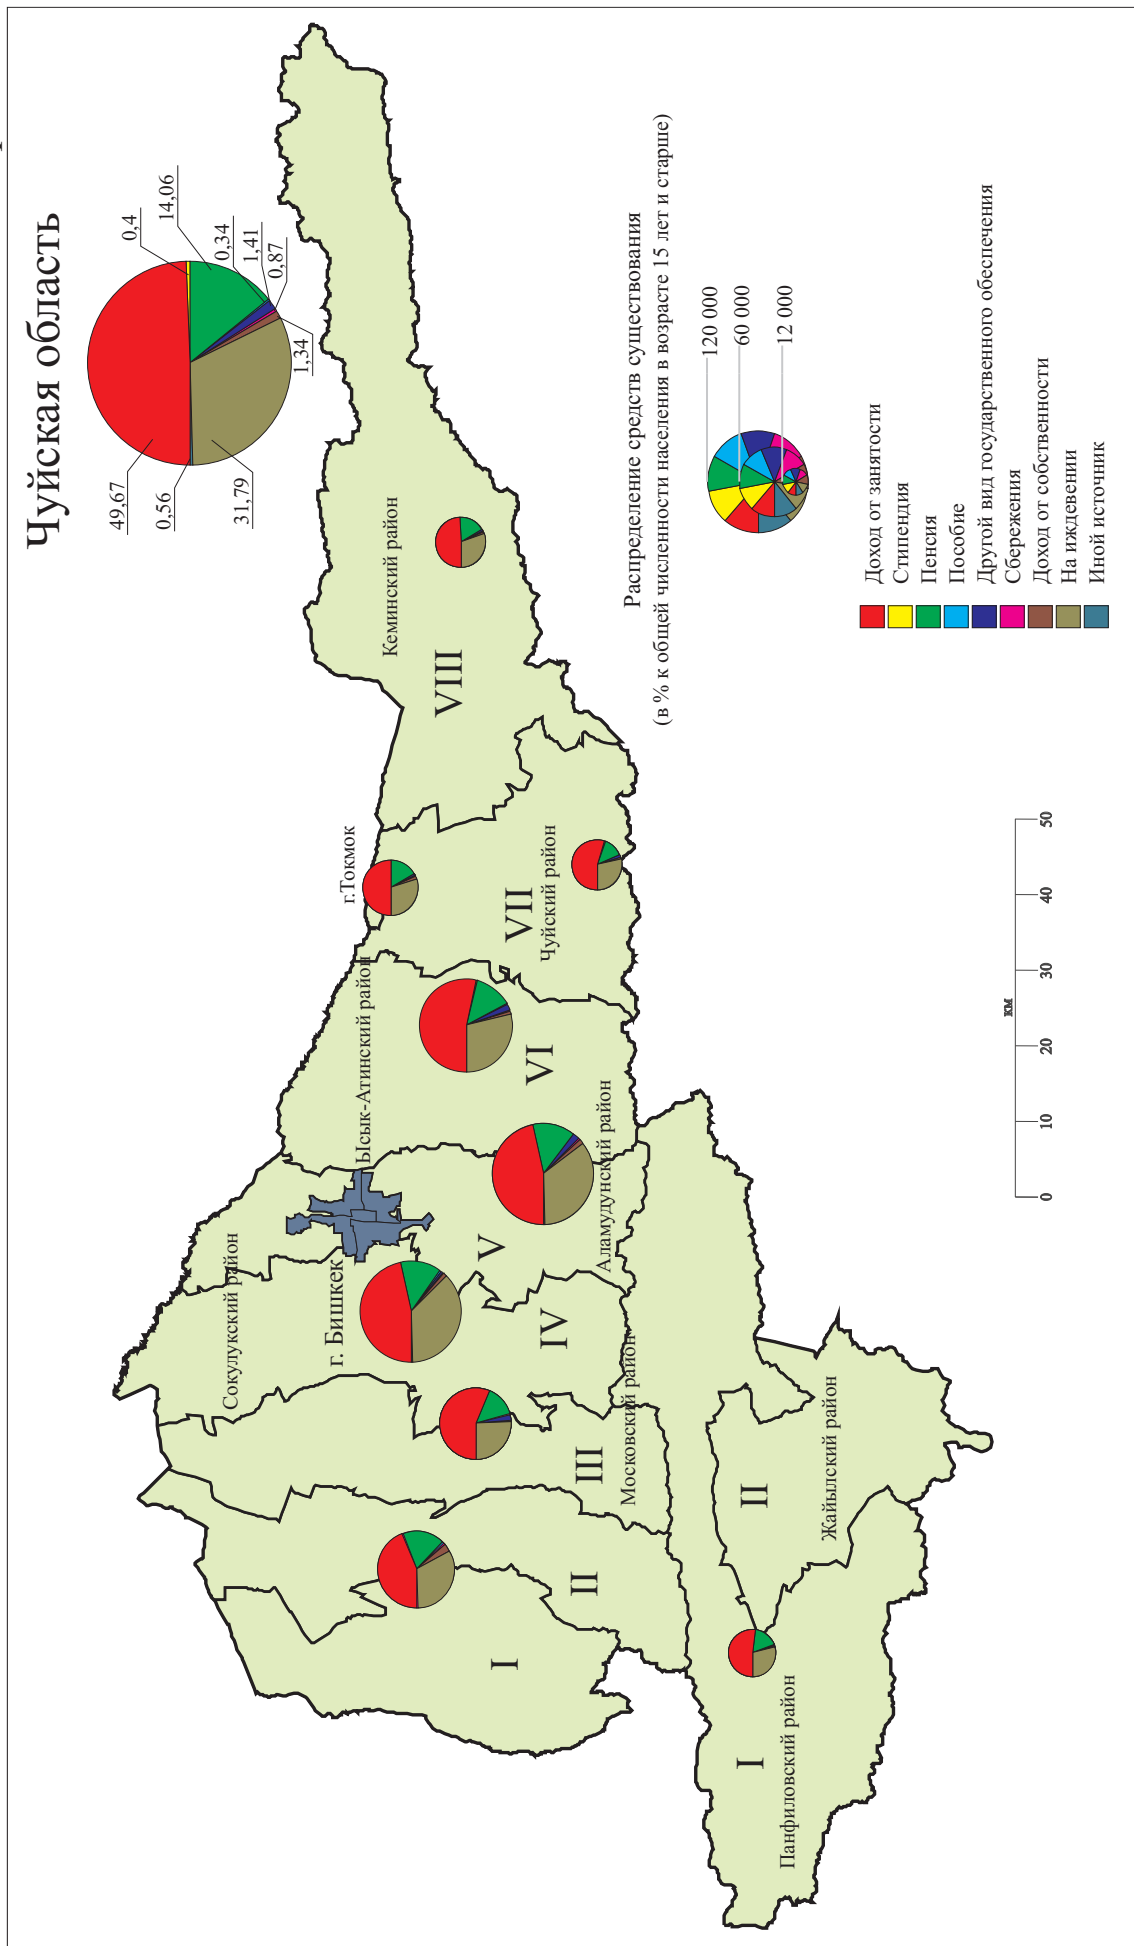 Чуйская область
49,67
0,56
31,79
1,34
0,4
14,06
0,34
1,41
0,87
Кеминский район
VIII
г.Токмок
VII
Чуйский район
Ысык-Атинский район
VI
Аламудунский район
V
Сокулукский район
г. Бишкек
IV
Московский район
III
II
I
II
Жайылский район
I
Панфиловский район
Распределение средств существования
(в % к общей численности населения в возрасте 15 лет и старше)
120 000
60 000
12 000
Доход от занятости
Стипендия
Пенсия
Пособие
Другой вид государственного обеспечения
Сбережения
Доход от собственности
На иждевении
Иной источник
км
0 10 20 30 40 50